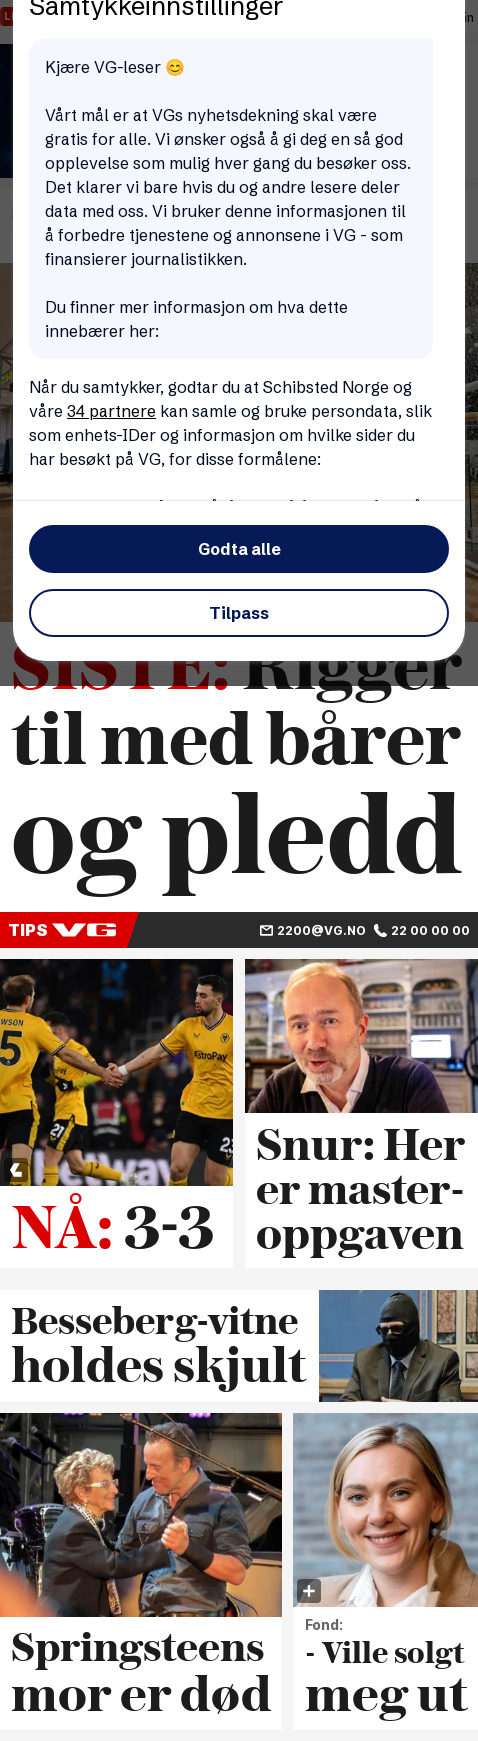 Samtykkeinnstillinger
Kjære VG-leser 😊
Vårt mål er at VGs nyhetsdekning skal være
gratis for alle. Vi ønsker også å gi deg en så god
opplevelse som mulig hver gang du besøker oss.
Det klarer vi bare hvis du og andre lesere deler
data med oss. Vi bruker denne informasjonen til
å forbedre tjenestene og annonsene i VG - som
finansierer journalistikken.
Du finner mer informasjon om hva dette
innebærer her:
Når du samtykker, godtar du at Schibsted Norge og
våre 34 partnere kan samle og bruke persondata, slik
som enhets-IDer og informasjon om hvilke sider du
har besøkt på VG, for disse formålene:
Godta alle
Tilpass
SISTE: Rigger
til med bårer
og pledd
TIPS VG
2200@VG.NO 22 00 00 00
AstroPay
21
NÅ: 3-3
Snur: Her
er master-
oppgaven
Besseberg-vitne
holdes skjult
Springsteens
mor er død
Fond:
- Ville solgt
meg ut